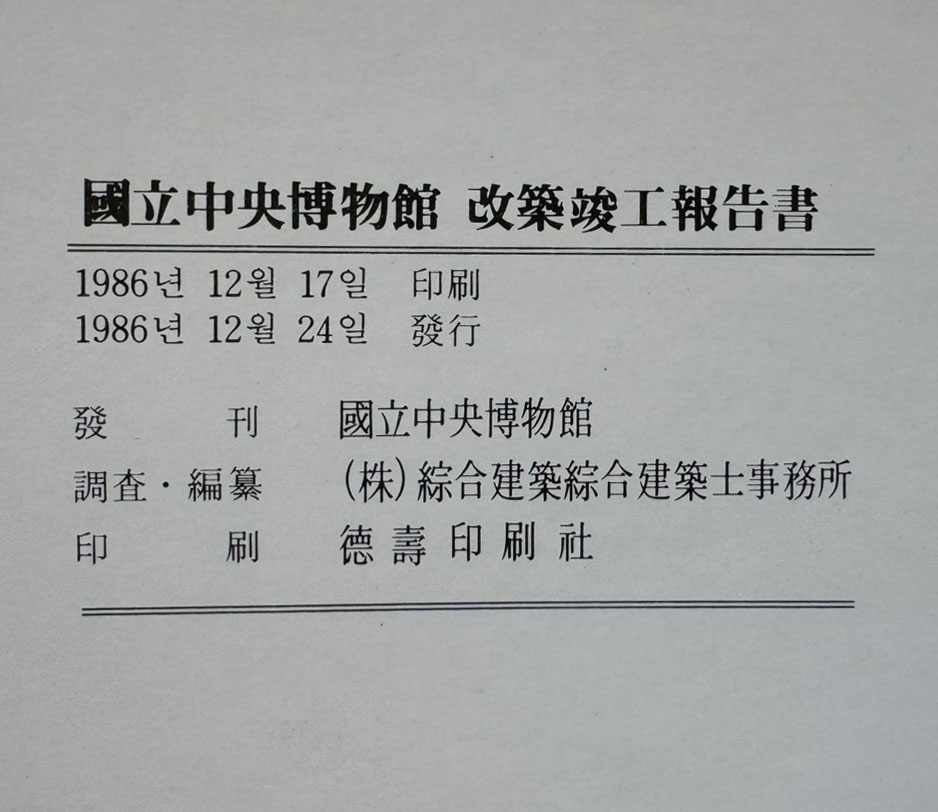 國立中央博物館 改築竣工報告書
1986년 12월 17일 印刷
1986년 12월 24일 發行
發 刊 國立中央博物館
調査·編纂 (株)綜合建築綜合建築士事務所
印 刷 德壽印刷社